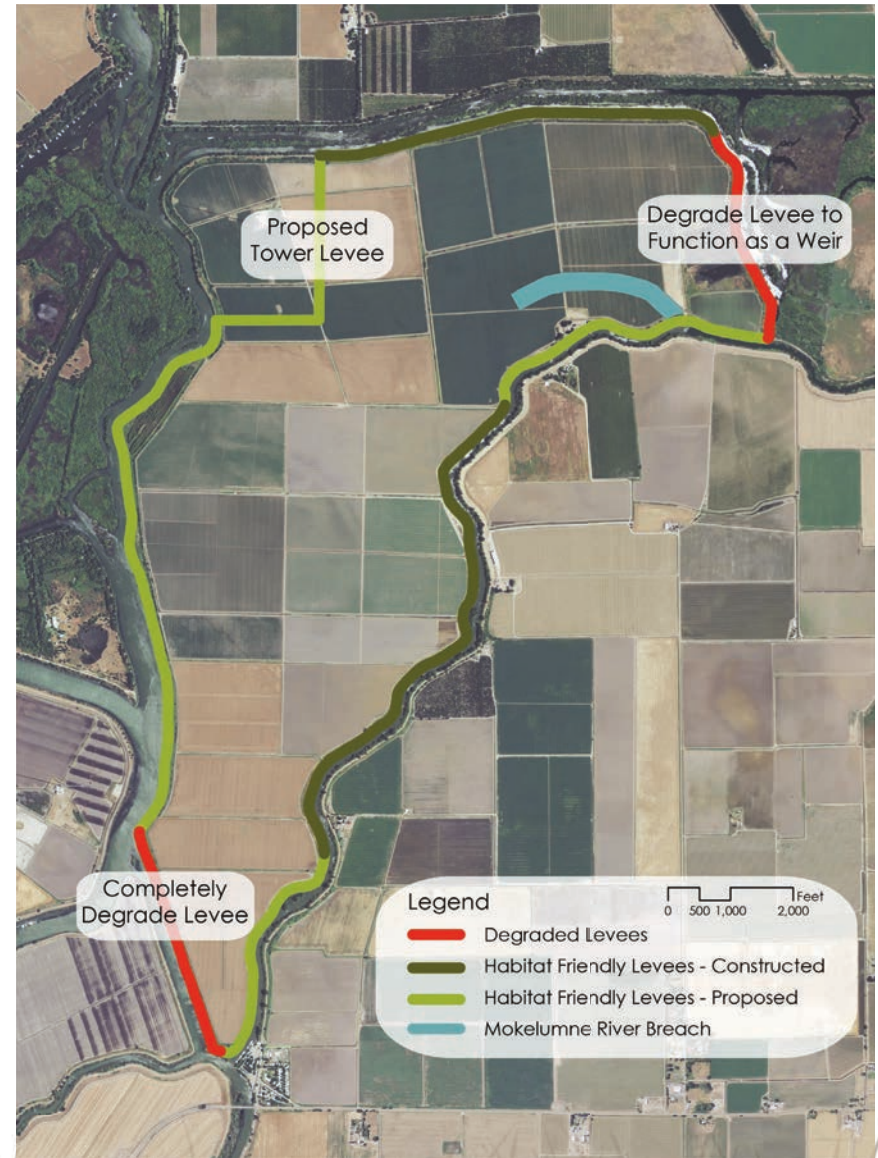 Proposed
Tower Levee
Degrade Levee to
Function as a Weir
Completely
Degrade Levee
Legend
Feet
0 500 1,000 2,000
Degraded Levees
Habitat Friendly Levees - Constructed
Habitat Friendly Levees - Proposed
Mokelumne River Breach